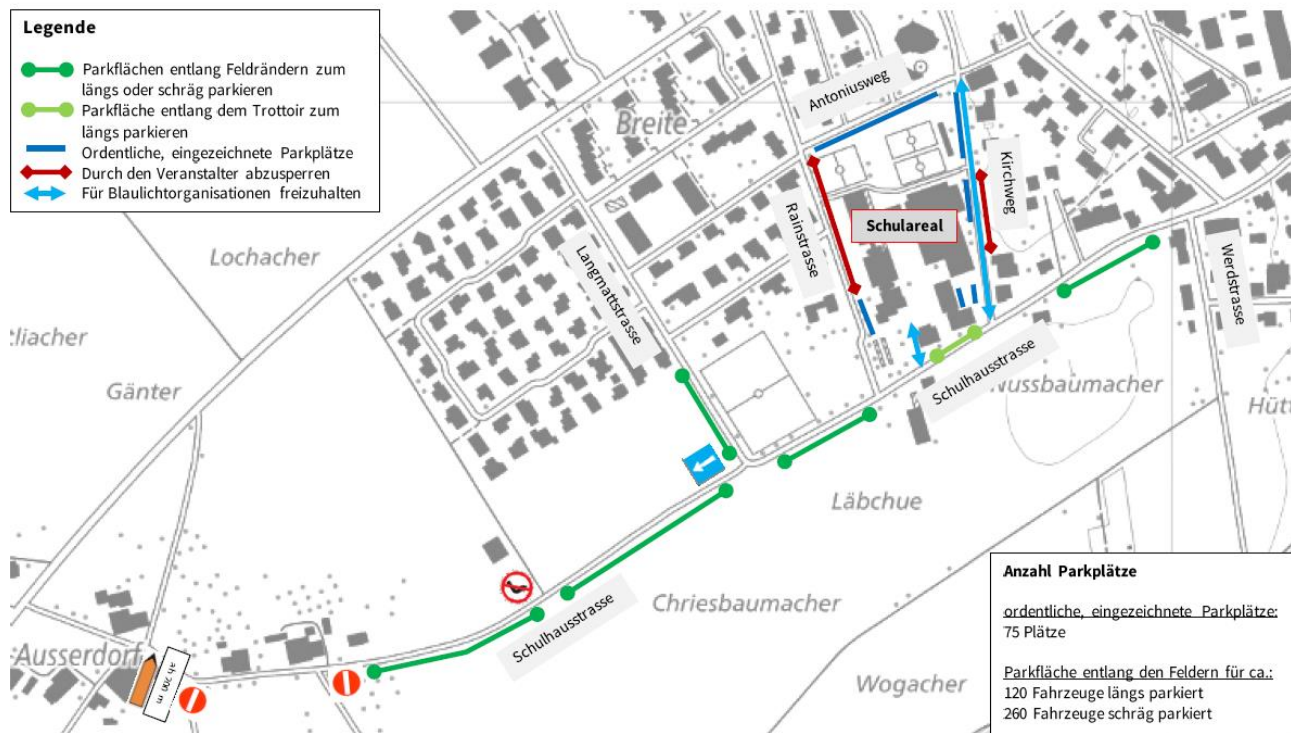 Legende
Parkflächen entlang Feldrändern zum
längs oder schräg parkieren
Parkfläche entlang dem Trottoir zum
längs parkieren
Ordentliche, eingezeichnete Parkplätze
Durch den Veranstalter abzusperren
Für Blaulichtorganisationen freizuhalten
Antoniusweg
Breite
Kirchweg
Rainstrasse
Schulareal
Lochacher
Langmattstrasse
Werdstrasse
liacher
Gänter
Schulhausstrasse
Nussbaumacher
Hütt
Läbchue
Chriesbaumacher
Schulhausstrasse
Ausserdorf
ab 200 m
Wogacher
Anzahl Parkplätze
ordentliche, eingezeichnete Parkplätze:
75 Plätze
Parkfläche entlang den Feldern für ca.:
120 Fahrzeuge längs parkiert
260 Fahrzeuge schräg parkiert